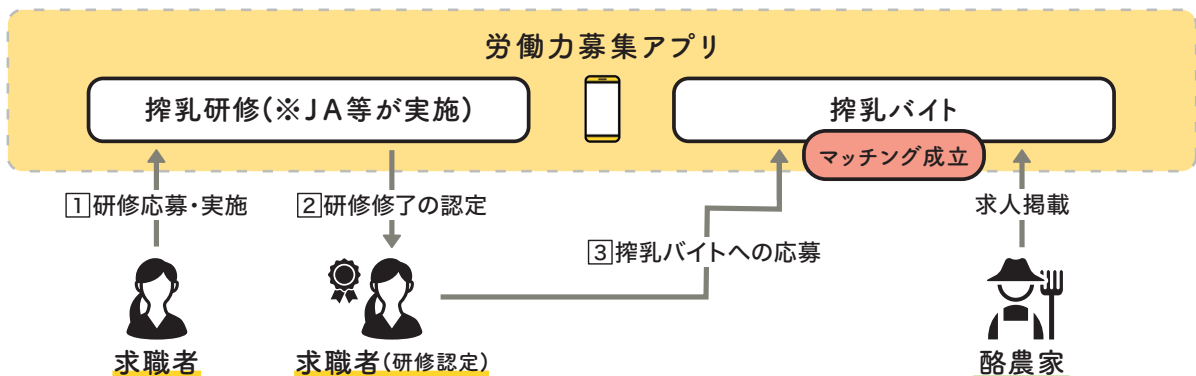 労働力募集アプリ
搾乳研修(※JA等が実施)
搾乳バイト
マッチング成立
1研修応募・実施
2研修修了の認定
求人掲載
3搾乳バイトへの応募
求職者
求職者(研修認定)
酪農家